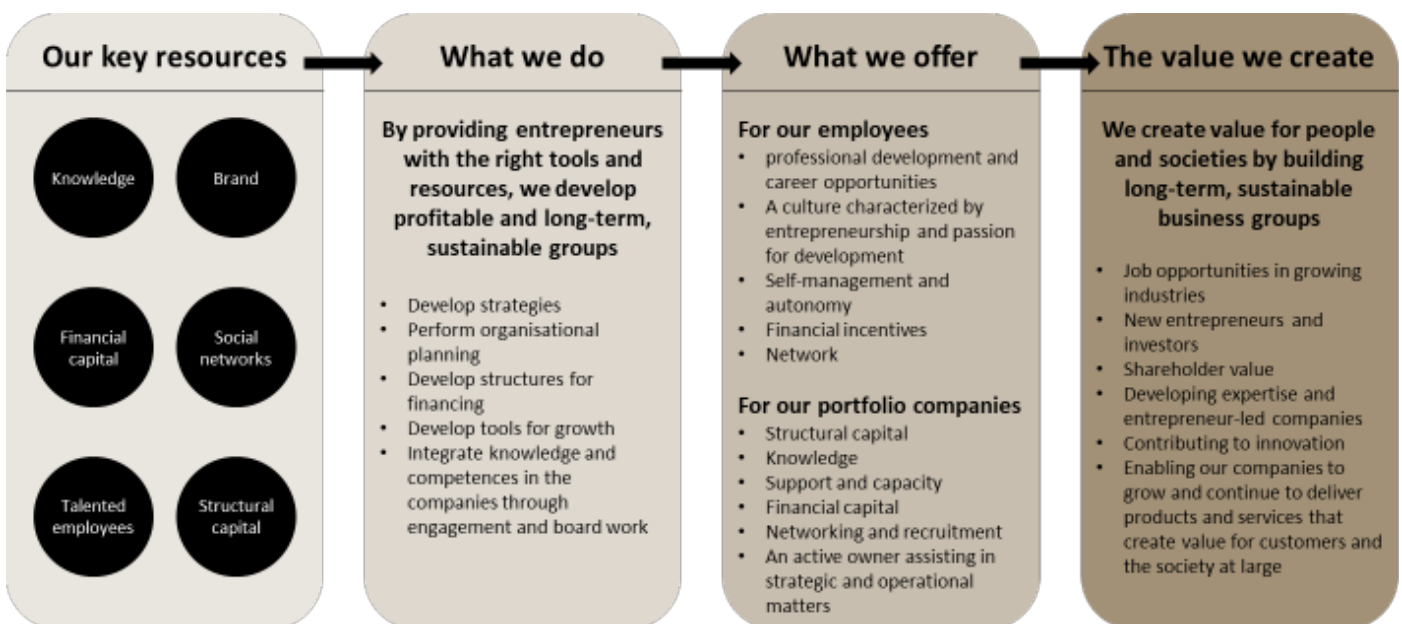 Our key resources
Knowledge
Brand
Financial
capital
Social
networks
Talented
employees
Structural
capital
What we do
By providing entrepreneurs
with the right tools and
resources, we develop
profitable and long-term,
sustainable groups
• Develop strategies
• Perform organisational
planning
• Develop structures for
financing
• Develop tools for growth
• Integrate knowledge and
competences in the
companies through
engagement and board work
What we offer
For our employees
• professional development and
career opportunities
• A culture characterized by
entrepreneurship and passion
for development
• Self-management and
autonomy
• Financial incentives
• Network
For our portfolio companies
• Structural capital
• Knowledge
• Support and capacity
• Financial capital
• Networking and recruitment
• An active owner assisting in
strategic and operational
matters
The value we create
We create value for people
and societies by building
long-term, sustainable
business groups
• Job opportunities in growing
industries
• New entrepreneurs and
investors
• Shareholder value
• Developing expertise and
entrepreneur-led companies
• Contributing to innovation
• Enabling our companies to
grow and continue to deliver
products and services that
create value for customers and
the society at large